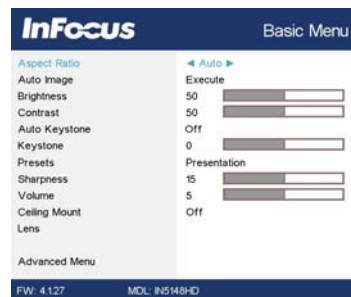 InFocus Basic Menu
Aspect Ratio ◄ Auto ►
Auto Image Execute
Brightness 50
Contrast 50
Auto Keystone Off
Keystone 0
Presets Presentation
Sharpness 15
Volume 5
Ceiling Mount Off
Lens
Advanced Menu
FW: 4.1.27 MDL: IN5148HD